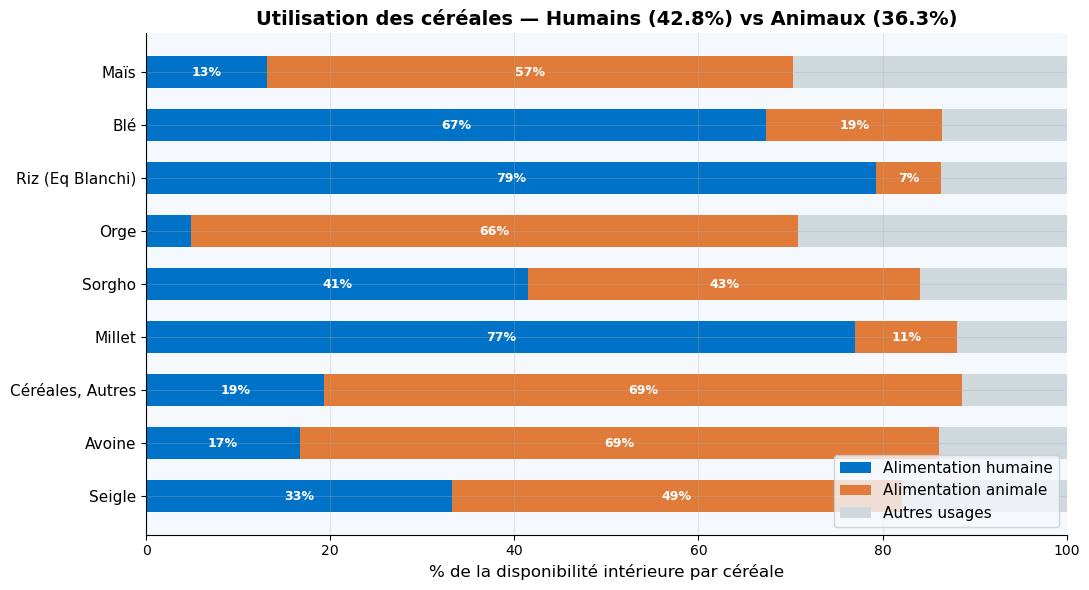 Utilisation des céréales — Humains (42.8%) vs Animaux (36.3%)
Maïs
13%
57%
Blé
67%
19%
Riz (Eq Blanchi)
79%
7%
Orge
66%
Sorgho
41%
43%
Millet
77%
11%
Céréales, Autres
19%
69%
Avoine
17%
69%
Seigle
33%
49%
Alimentation humaine
Alimentation animale
Autres usages
0
20
40
60
80
100
% de la disponibilité intérieure par céréale